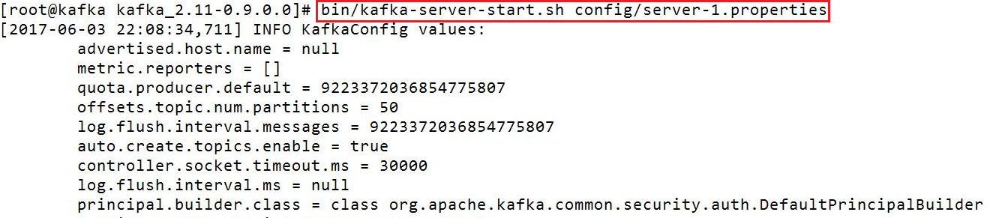 [root@kafka kafka_2.11-0.9.0.0]# bin/kafka-server-start.sh config/server-1.properties
[2017-06-03 22:08:34,711] INFO KafkaConfig values:
advertised.host.name = null
metric.reporters = []
quota.producer.default = 9223372036854775807
offsets.topic.num.partitions = 50
log.flush.interval.messages = 9223372036854775807
auto.create.topics.enable = true
controller.socket.timeout.ms = 30000
log.flush.interval.ms = null
principal.builder.class = class org.apache.kafka.common.security.auth.DefaultPrincipalBuilder